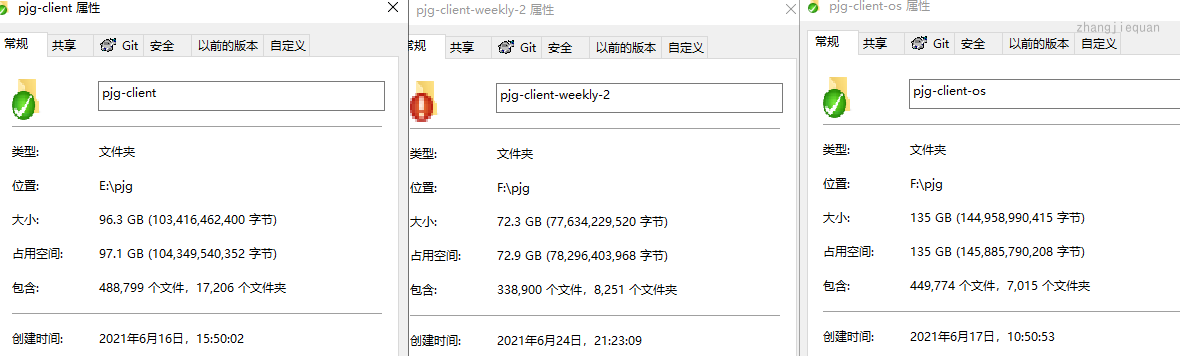 pjg-client 属性
常规 共享 Git 安全 以前的版本 自定义
pjg-client
类型: 文件夹
位置: E:\pjg
大小: 96.3 GB (103,416,462,400 字节)
占用空间: 97.1 GB (104,349,540,352 字节)
包含: 488,799 个文件，17,206 个文件夹
创建时间: 2021年6月16日，15:50:02
pjg-client-weekly-2 属性
常规 共享 Git 安全 以前的版本 自定义
pjg-client-weekly-2
类型: 文件夹
位置: F:\pjg
大小: 72.3 GB (77,634,229,520 字节)
占用空间: 72.9 GB (78,296,403,968 字节)
包含: 338,900 个文件，8,251 个文件夹
创建时间: 2021年6月24日，21:23:09
pjg-client-os 属性
zhangjiequan
常规 共享 Git 安全 以前的版本 自定义
pjg-client-os
类型: 文件夹
位置: F:\pjg
大小: 135 GB (144,958,990,415 字节)
占用空间: 135 GB (145,885,790,208 字节)
包含: 449,774 个文件，7,015 个文件夹
创建时间: 2021年6月17日，10:50:53